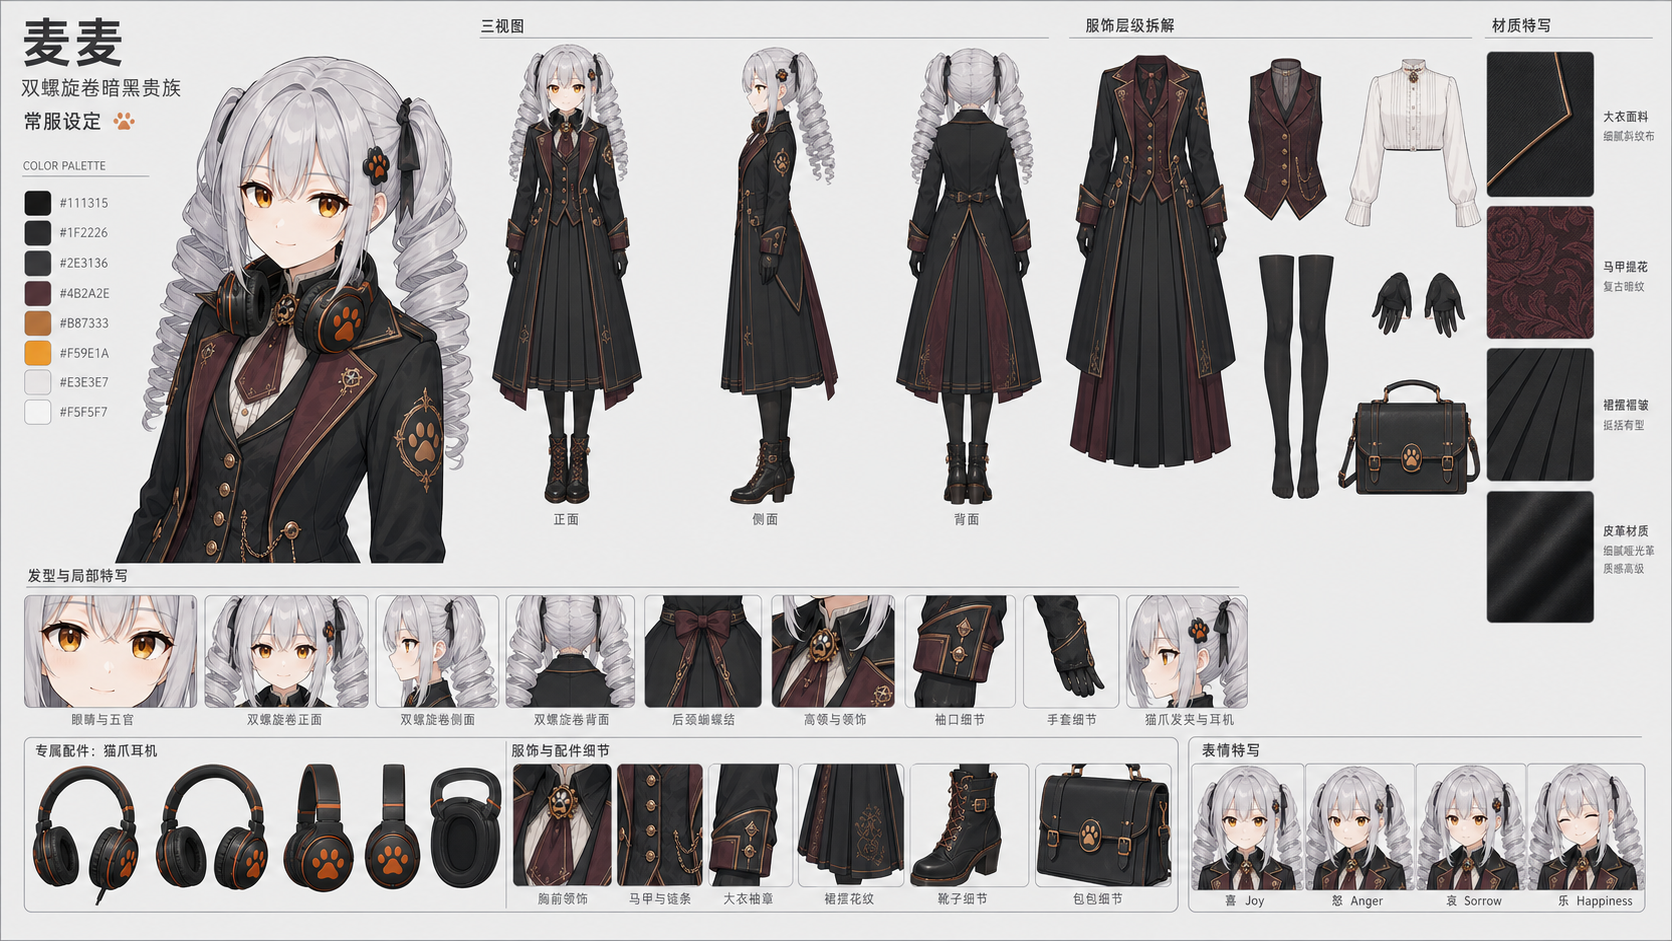 麦麦
双螺旋卷暗黑贵族
常服设定
COLOR PALETTE
#111315
#1F2226
#2E3136
#4B2A2E
#B87333
#F59E1A
#E3E3E7
#F5F5F7
三视图
正面
侧面
背面
服饰层级拆解
材质特写
大衣面料
细腻斜纹布
马甲提花
复古暗纹
裙摆褶皱
挺括有型
皮革材质
细腻哑光革
质感高级
发型与局部特写
眼睛与五官
双螺旋卷正面
双螺旋卷侧面
双螺旋卷背面
后颈蝴蝶结
高领与领饰
袖口细节
手套细节
猫爪发夹与耳机
专属配件：猫爪耳机
服饰与配件细节
胸前领饰
马甲与链条
大衣袖章
裙摆花纹
靴子细节
包包细节
表情特写
喜 Joy
怒 Anger
哀 Sorrow
乐 Happiness